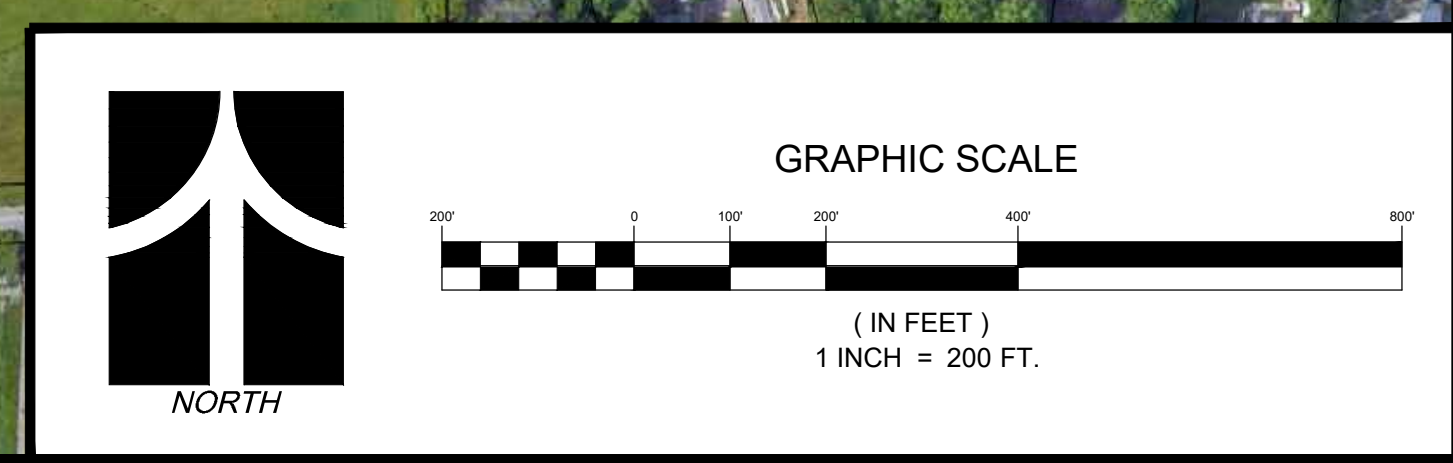 GRAPHIC SCALE
200' 0 100' 200' 400' 800'
( IN FEET )
1 INCH = 200 FT.
NORTH